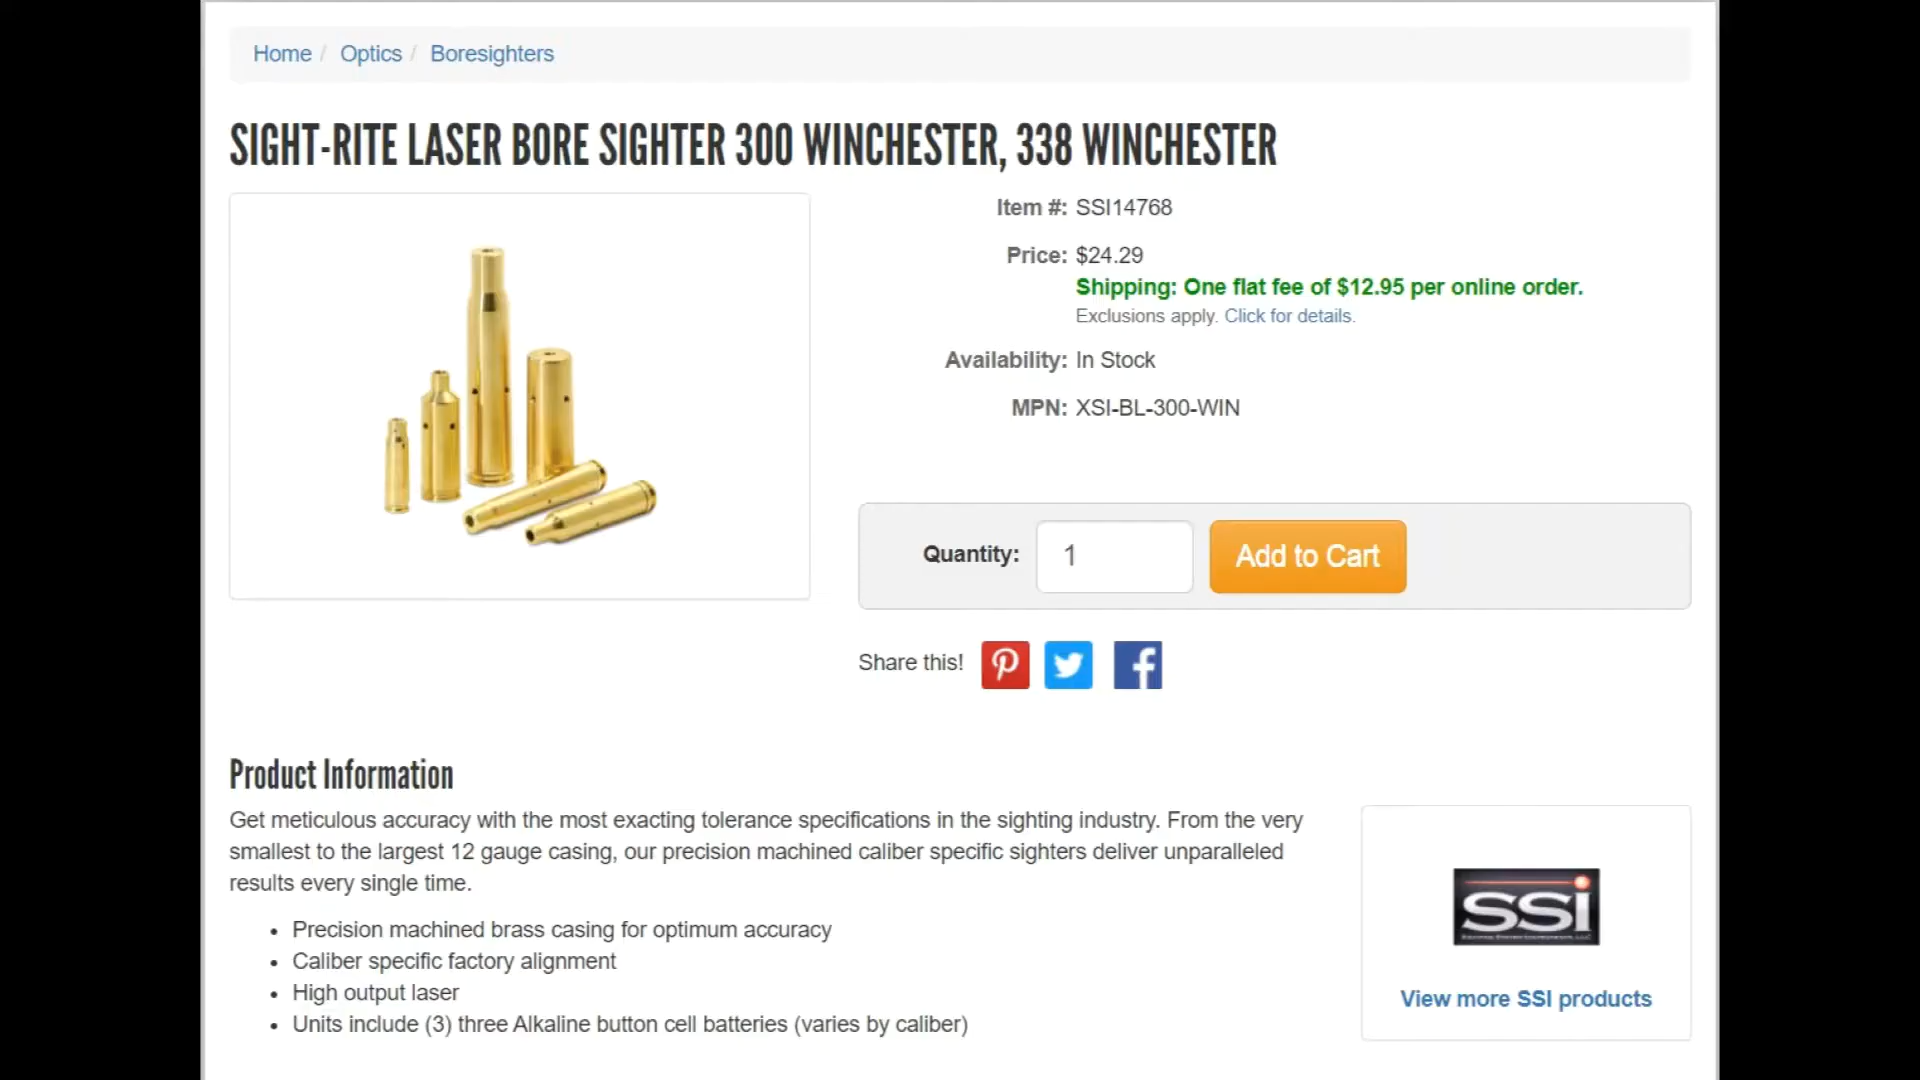 Home / Optics / Boresighters
SIGHT-RITE LASER BORE SIGHTER 300 WINCHESTER, 338 WINCHESTER
Item #: SSI14768
Price: $24.29
Shipping: One flat fee of $12.95 per online order.
Exclusions apply. Click for details.
Availability: In Stock
MPN: XSI-BL-300-WIN
Quantity: 1 Add to Cart
Share this!
Product Information
Get meticulous accuracy with the most exacting tolerance specifications in the sighting industry. From the very
smallest to the largest 12 gauge casing, our precision machined caliber specific sighters deliver unparalleled
results every single time.
• Precision machined brass casing for optimum accuracy
• Caliber specific factory alignment
• High output laser
• Units include (3) three Alkaline button cell batteries (varies by caliber)
SSi
View more SSI products